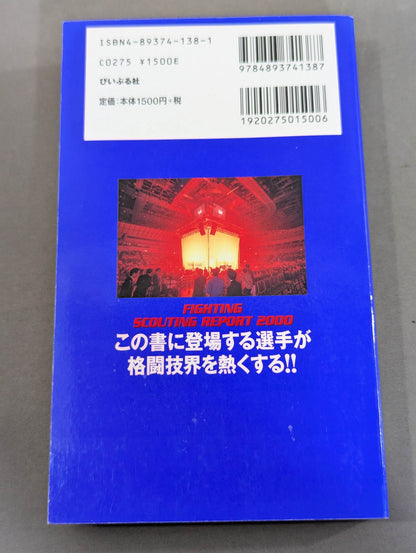 ISBN4-89374-138-1
C0275 ¥1500E
ぴいぷる社
定価:本体1500円+税
9784893741387
1920275015006
FIGHTING
SCOUTING REPORT 2000
この書に登場する選手が
格闘技界を熱くする!!